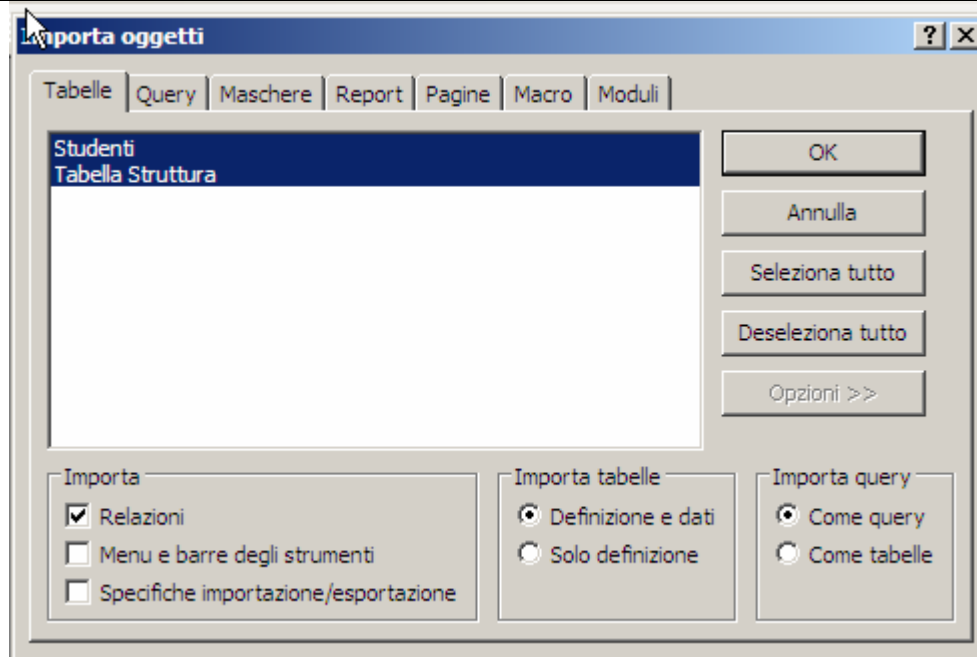 Importa oggetti
Tabelle Query Maschere Report Pagine Macro Moduli
Studenti
Tabella Struttura
OK
Annulla
Seleziona tutto
Deseleziona tutto
Opzioni >>
Importa
Relazioni
Menu e barre degli strumenti
Specifiche importazione/esportazione
Importa tabelle
Definizione e dati
Solo definizione
Importa query
Come query
Come tabelle